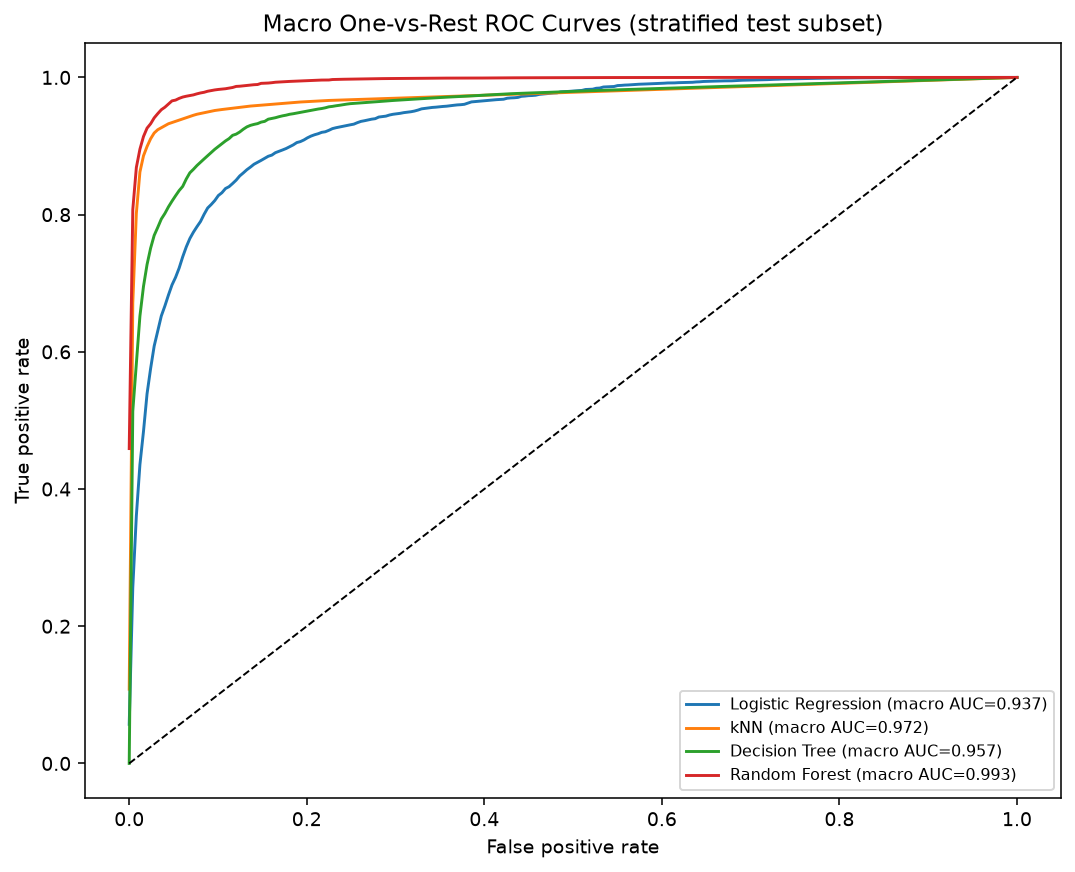 Macro One-vs-Rest ROC Curves (stratified test subset)
1.0
0.8
0.6
0.4
0.2
0.0
True positive rate
0.0 0.2 0.4 0.6 0.8 1.0
False positive rate
Logistic Regression (macro AUC=0.937)
kNN (macro AUC=0.972)
Decision Tree (macro AUC=0.957)
Random Forest (macro AUC=0.993)